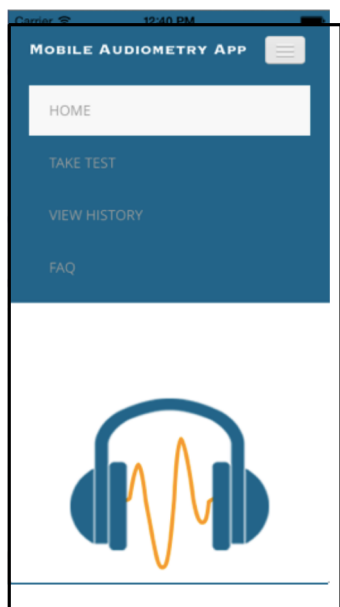 Carrier 12:40 PM
MOBILE AUDIOMETRY APP
HOME
TAKE TEST
VIEW HISTORY
FAQ